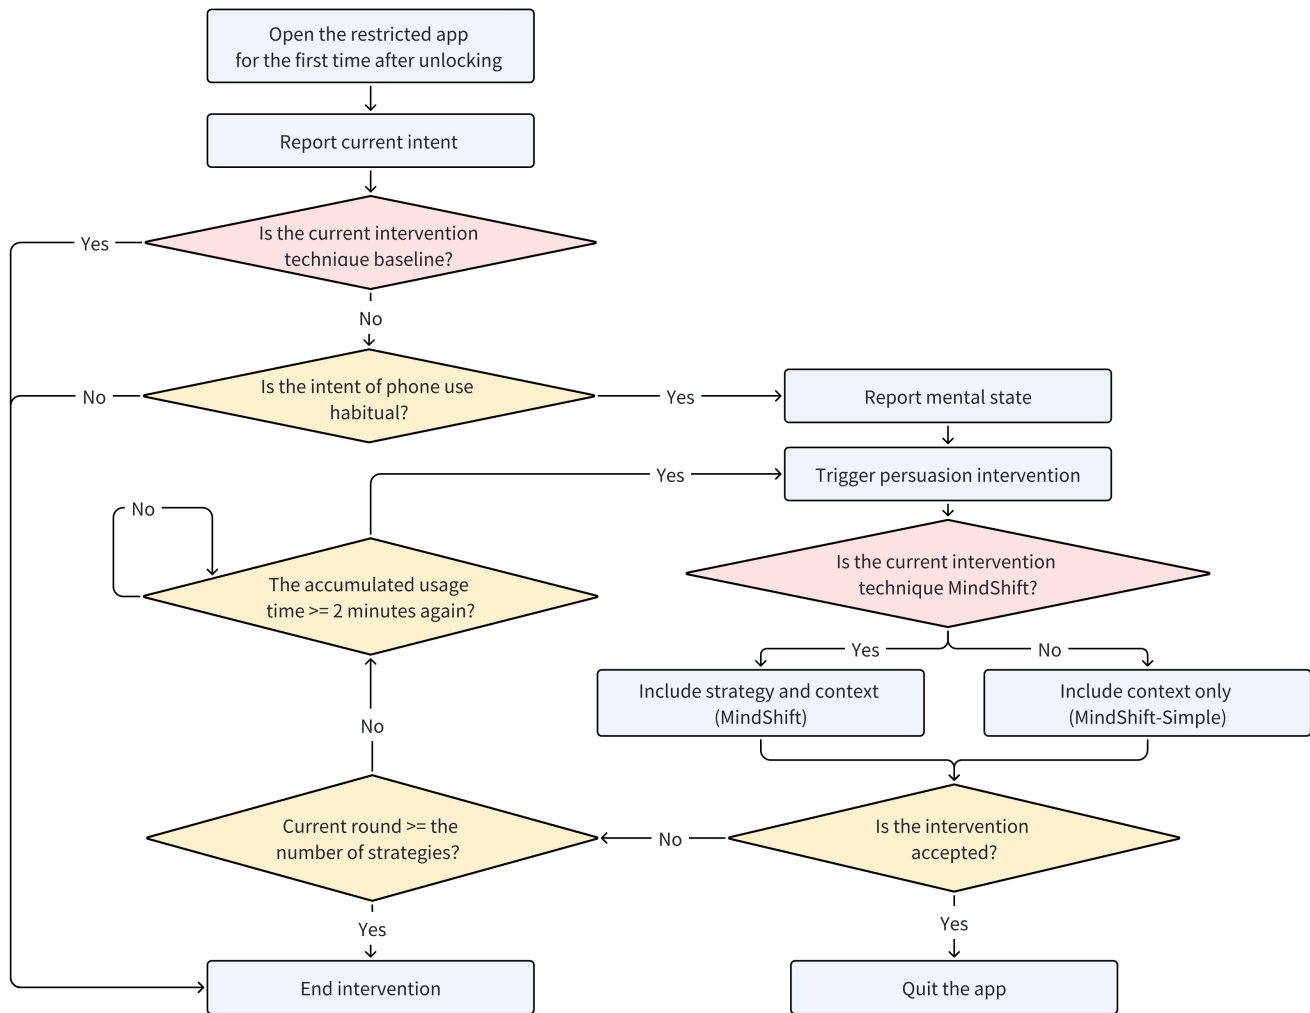 Open the restricted app
for the first time after unlocking
Report current intent
Is the current intervention
technique baseline?
Yes
No
Is the intent of phone use
habitual?
No
Yes
Report mental state
Yes
Trigger persuasion intervention
No
The accumulated usage
time >= 2 minutes again?
Is the current intervention
technique MindShift?
Yes
No
Include strategy and context
(MindShift)
Include context only
(MindShift-Simple)
No
Current round >= the
number of strategies?
No
Is the intervention
accepted?
Yes
Yes
End intervention
Quit the app